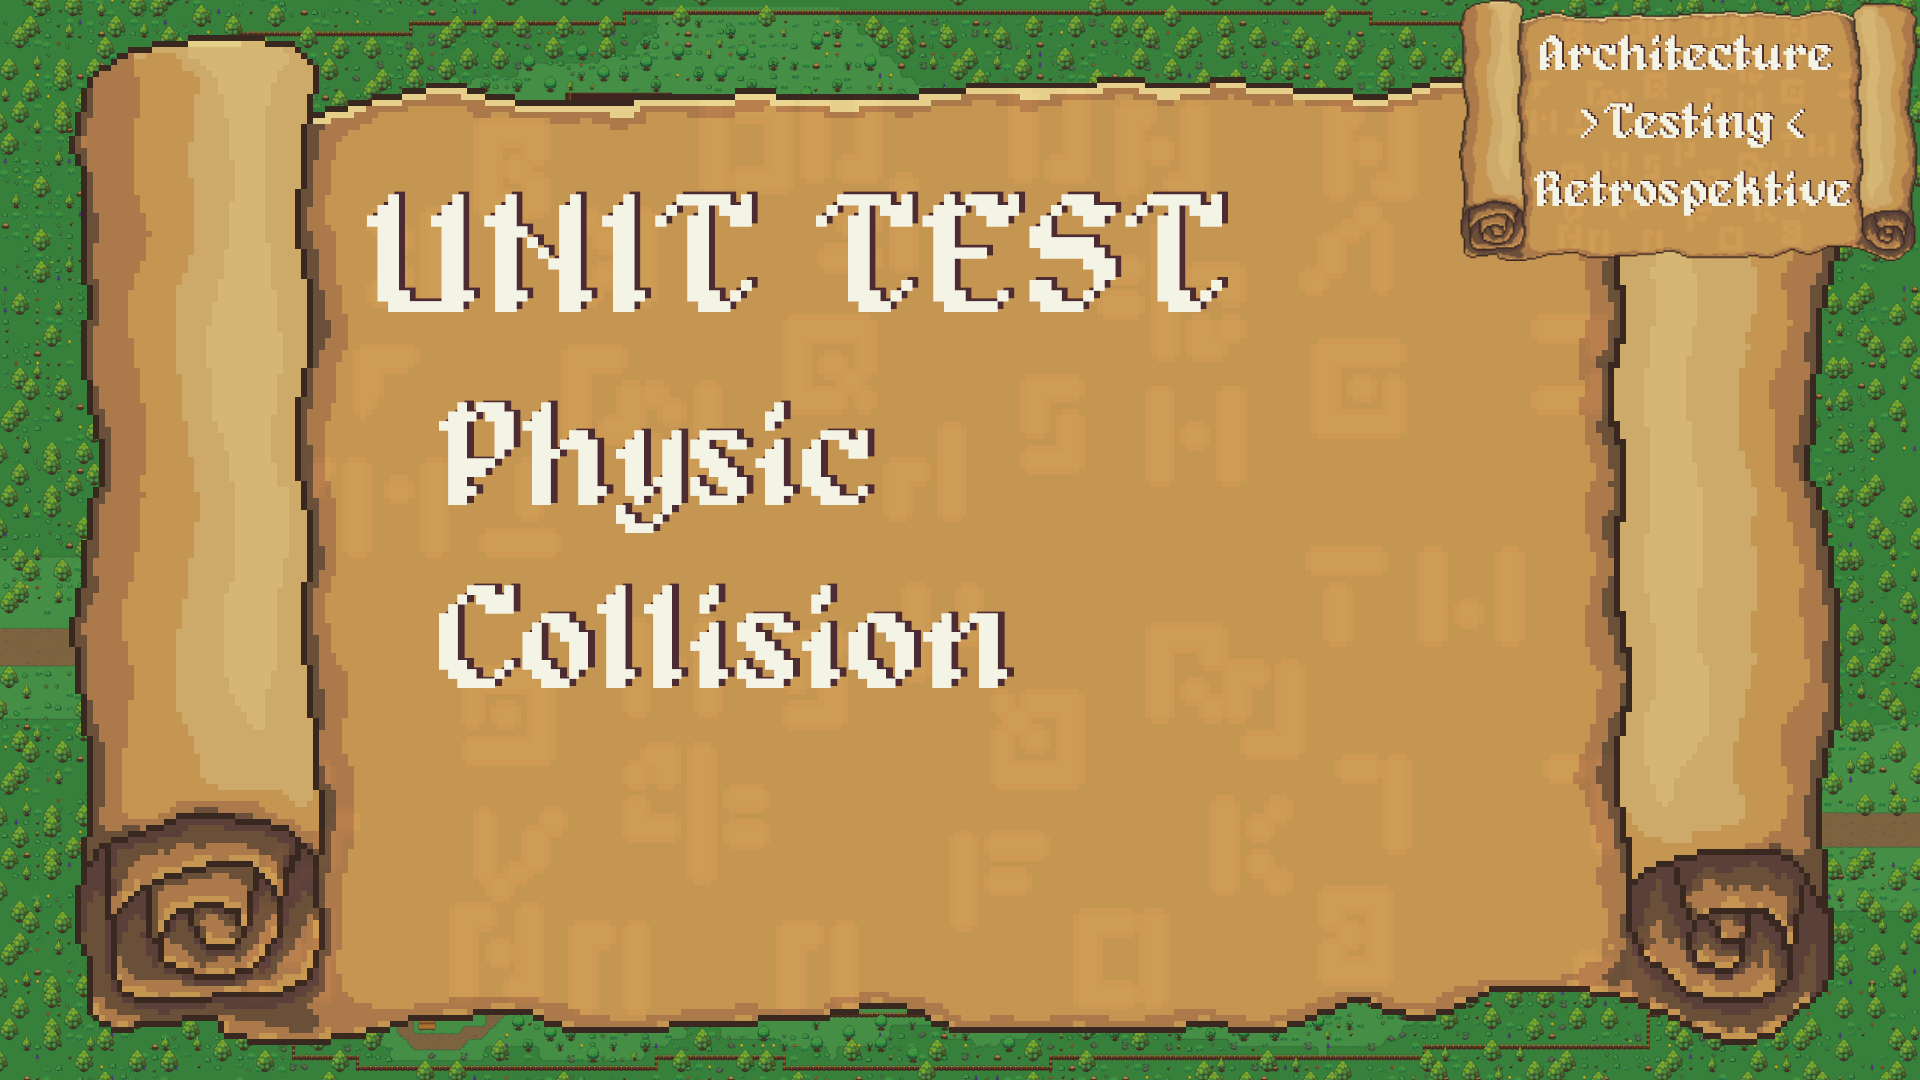 Architecture
>Testing <
Retrospektive
UNIT TEST
Physic
Collision